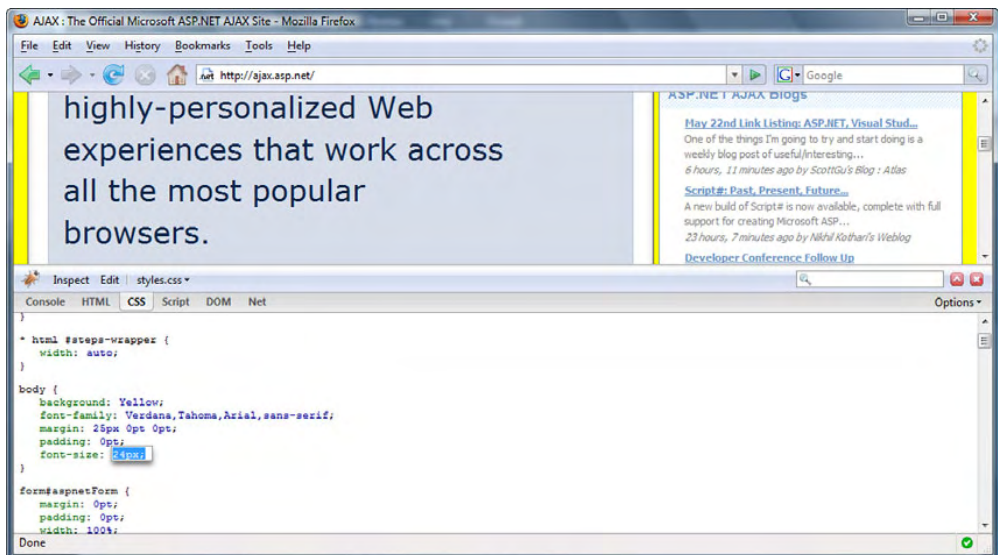 AJAX : The Official Microsoft ASP.NET AJAX Site - Mozilla Firefox
File Edit View History Bookmarks Tools Help
http://ajax.asp.net/
Google
highly-personalized Web
experiences that work across
all the most popular
browsers.
ASP.NET AJAX Blogs
May 22nd Link Listing: ASP.NET, Visual Stud...
One of the things I'm going to try and start doing is a
weekly blog post of useful/interesting...
6 hours, 11 minutes ago by ScottGu's Blog : Atlas
Script#: Past, Present, Future...
A new build of Script# is now available, complete with full
support for creating Microsoft ASP...
23 hours, 7 minutes ago by Nikhil Kothari's Weblog
Developer Conference Follow Up
Inspect Edit styles.css
Console HTML CSS Script DOM Net Options
}
* html #steps-wrapper {
width: auto;
}
body {
background: Yellow;
font-family: Verdana,Tahoma,Arial,sans-serif;
margin: 25px 0pt 0pt;
padding: 0pt;
font-size: 24px;
}
form#aspnetForm {
margin: 0pt;
padding: 0pt;
width: 100%;
Done